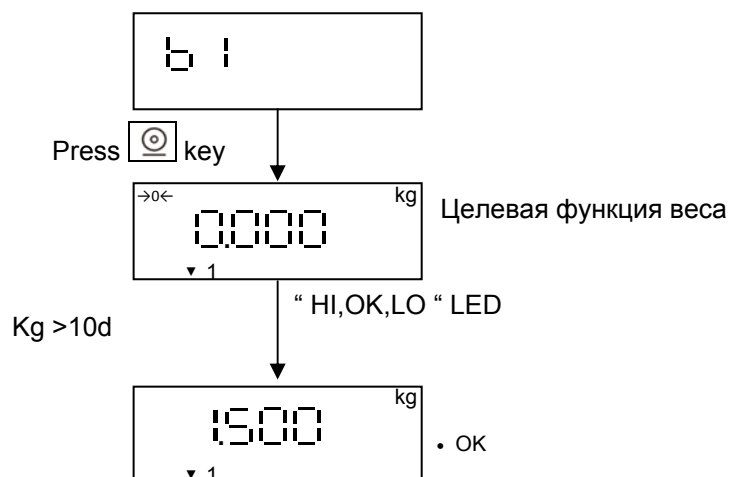 b 1
Press key
→0← kg
0.000
▼ 1
Целевая функция веса
“ HI,OK,LO “ LED
Kg >10d
kg
1.500
• OK
▼ 1